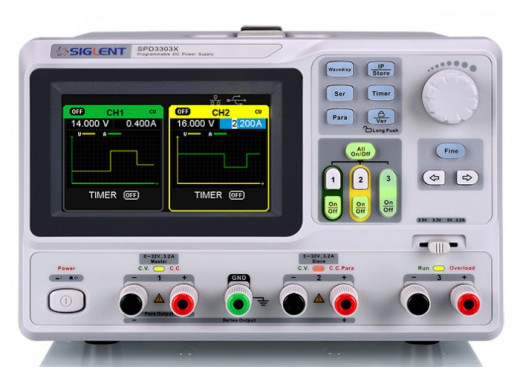 SIGLENT SPD3303X
Programmable DC Power Supply
Wavedisp IP/Store
Ser Timer
Para Ver
Long Push
OFF CH1 CV
14.000 V 0.400A
V A
TIMER OFF
OFF CH2 CV
16.000 V 2.200A
V A
TIMER OFF
All
On/Off
1 2 3
On/Off On/Off On/Off
Fine
0~32V,3.2A
Master
C.V. C.C.
1
GND
0~32V,3.2A
Slave
C.V. C.C. Para
2
Run Overload
3
Power
Para Output
Series Output